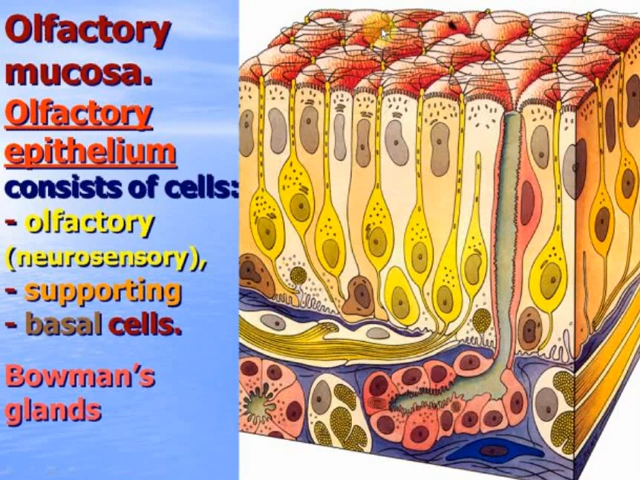 Olfactory
mucosa.
Olfactory
epithelium
consists of cells:
- olfactory
(neurosensory),
- supporting
- basal cells.
Bowman's
glands